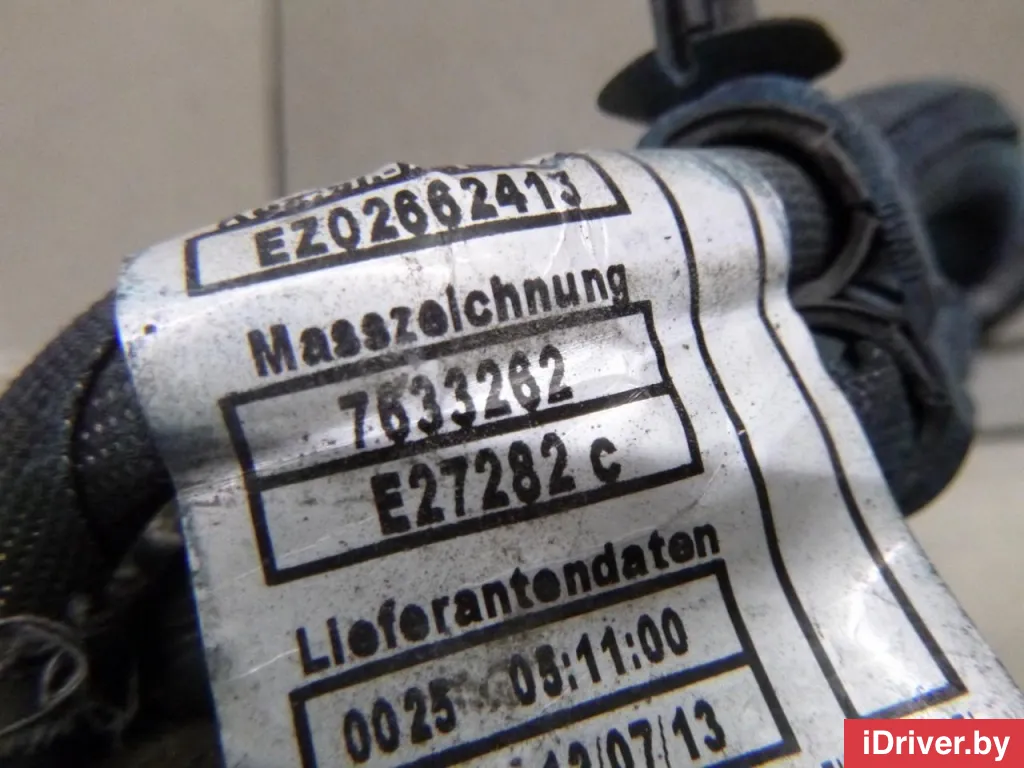 EZ02662413
Masszeichnung
7633262
E27282 c
Lieferantendaten
0025 05:11:00
12/07/13
iDriver.by